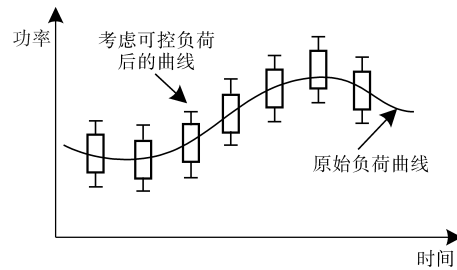 功率
考虑可控负荷
后的曲线
原始负荷曲线
时间